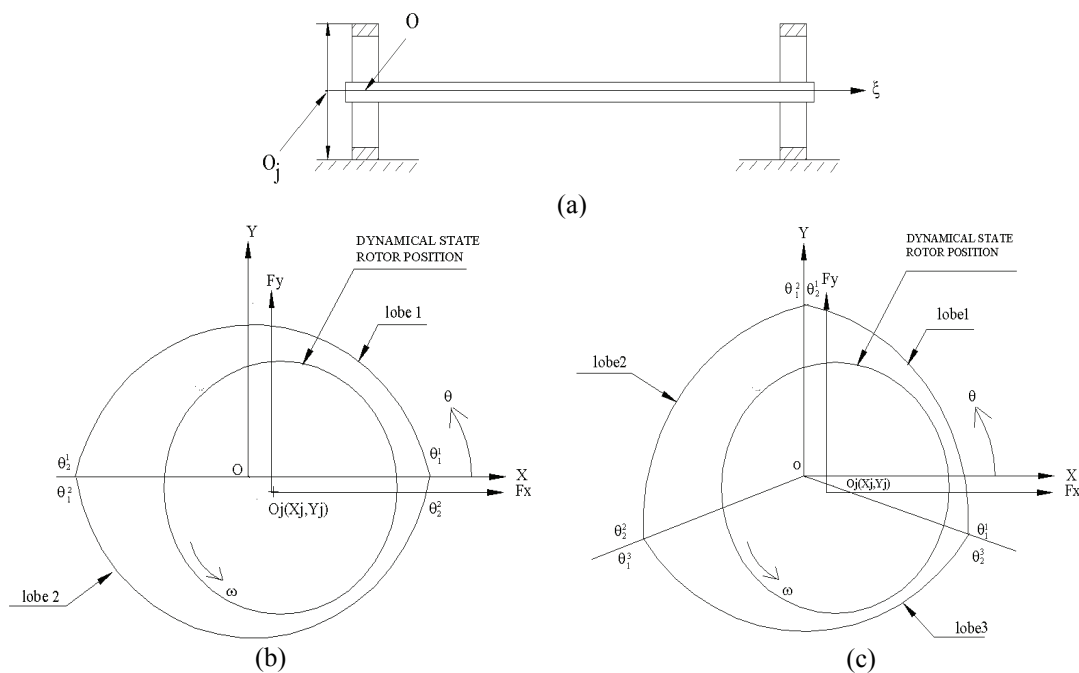 O
ξ
Oj
(a)
Y
DYNAMICAL STATE
ROTOR POSITION
Fy
lobe 1
θ
θ₂¹
θ₁¹
O
X
θ₁²
θ₂²
Fx
Oj(Xj,Yj)
ω
lobe 2
(b)
Y
DYNAMICAL STATE
ROTOR POSITION
θ₁² θ₂¹
Fy
lobe1
lobe2
θ
O
X
Oj(Xj,Yj)
Fx
θ₂²
θ₁¹
θ₁³
θ₂³
ω
lobe3
(c)